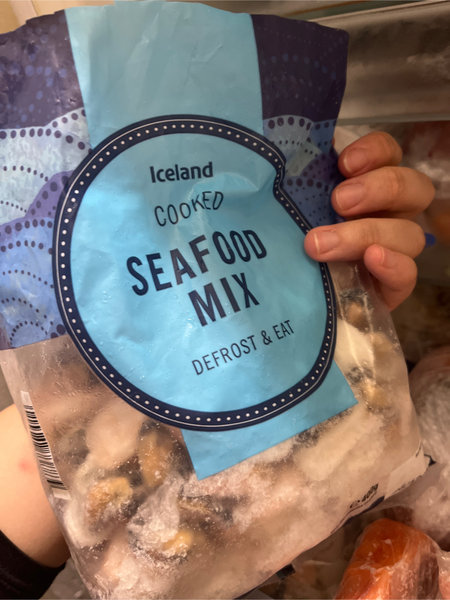 Iceland
COOKED
SEAFOOD
MIX
DEFROST & EAT